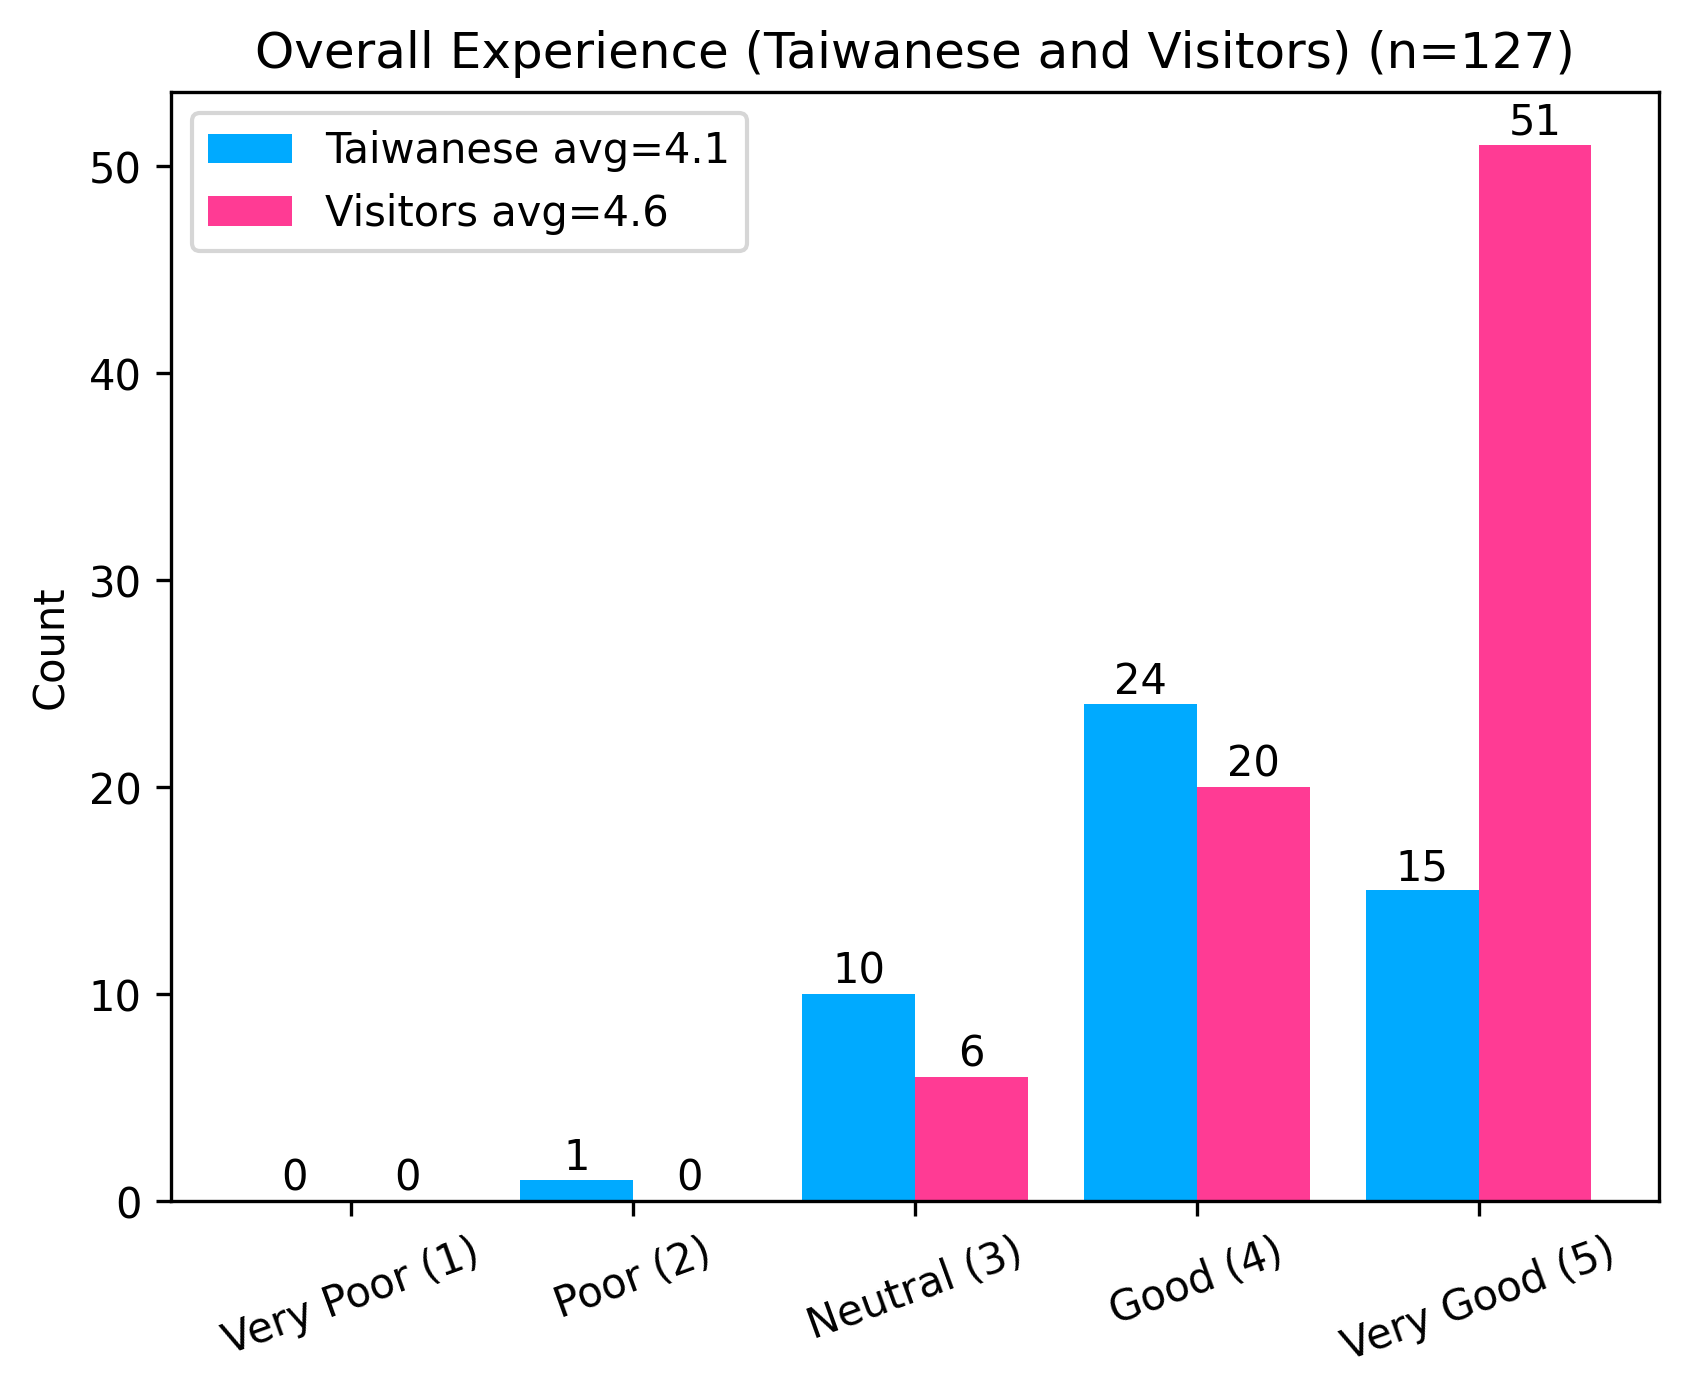 Overall Experience (Taiwanese and Visitors) (n=127)
Taiwanese avg=4.1
Visitors avg=4.6
Count
50
40
30
20
10
0
0
0
1
0
10
6
24
20
15
51
Very Poor (1)
Poor (2)
Neutral (3)
Good (4)
Very Good (5)